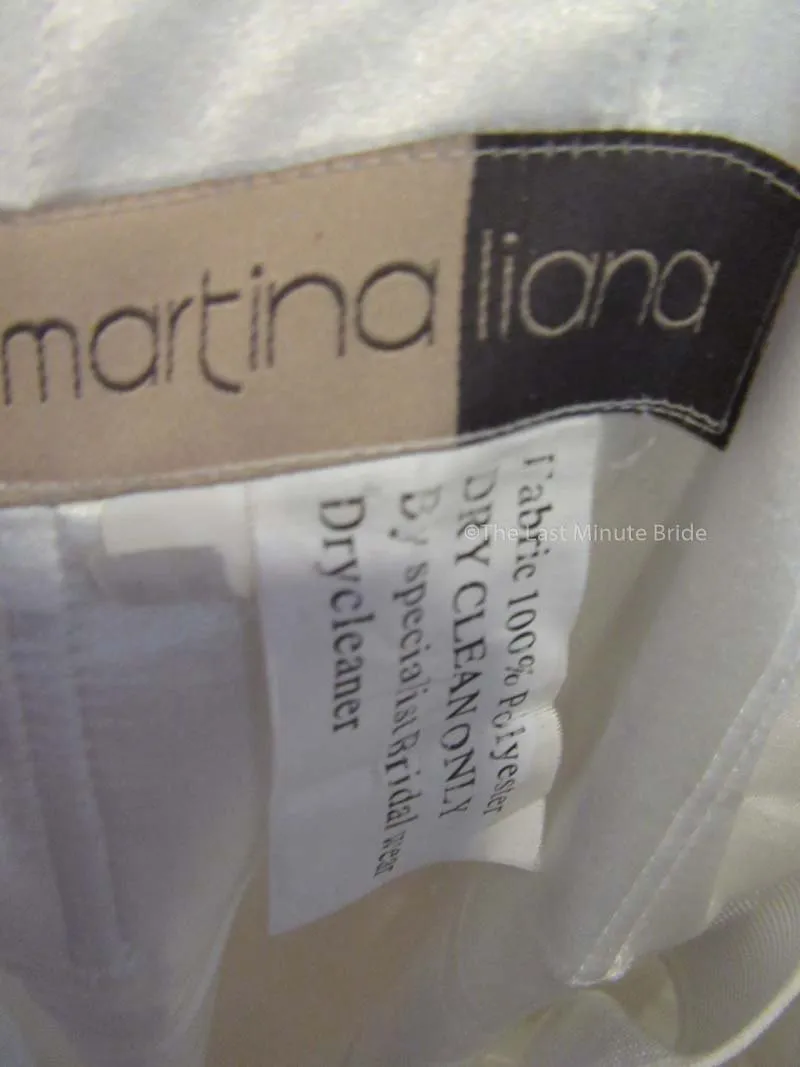 martina liana
Fabric 100% Polyester
DRY CLEAN ONLY
By specialist Bridal wear
Drycleaner
©The Last Minute Bride